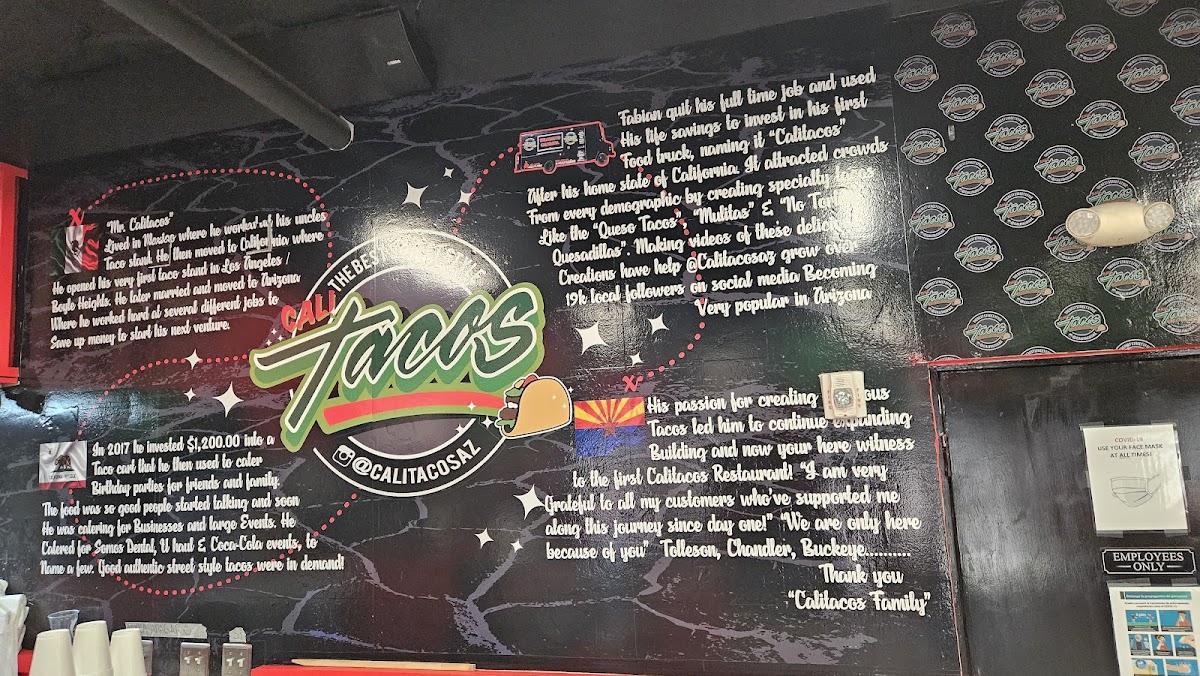 "Mr. Calitacos"
Lived in Mexico where he worked at his uncles
Taco stand. He then moved to California where
He opened his very first taco stand in Los Angeles /
Boyle Heights. He later married and moved to Arizona
Where he worked hard at several different jobs to
Save up money to start his next venture.
In 2017 he invested $1,200.00 into a
Taco cart that he then used to cater
Birthday parties for friends and family.
The food was so good people started talking and soon
He was catering for Businesses and large Events. He
Catered for Somos Dental, U haul & Coca-Cola events, to
Name a few. Good authentic street style tacos were in demand!
THE BEST
CALI
Tacos
@CALITACOSAZ
Fabian quit his full time job and used
His life savings to invest in his first
Food truck, naming it "Calitacos"
After his home state of California. It attracted crowds
From every demographic by creating specialty tacos
Like the "Queso Tacos", "Mulitas" & "No
Quesadillas". Making videos of these
Creations have help @Calitacosaz grow over
19k local followers on social media Becoming
Very popular in Arizona
His passion for creating
Tacos led him to continue expanding
Building and now your here witness
to the first Calitacos Restaurant! "I am very
Grateful to all my customers who've supported me
along this journey since day one!" "We are only here
because of you" Tolleson, Chandler, Buckeye..........
Thank you
"Calitacos Family"
COVID-19
USE YOUR FACE MASK
AT ALL TIMES!
EMPLOYEES
ONLY